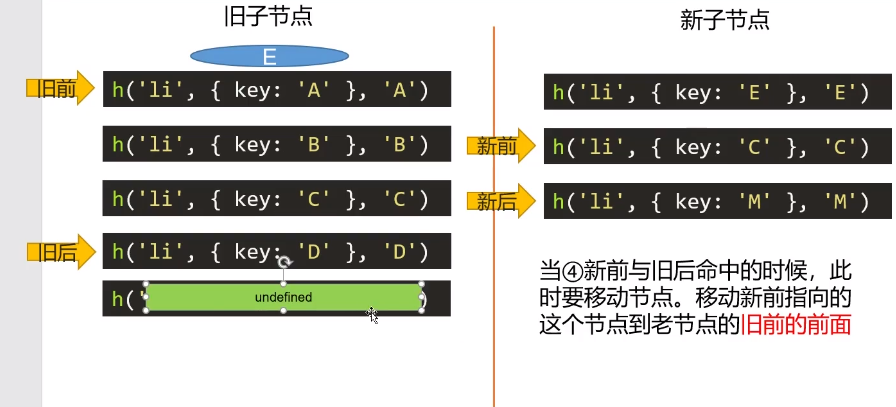 旧子节点
新子节点
E
旧前
h('li', { key: 'A' }, 'A')
h('li', { key: 'B' }, 'B')
h('li', { key: 'C' }, 'C')
旧后
h('li', { key: 'D' }, 'D')
h('
undefined
)
h('li', { key: 'E' }, 'E')
新前
h('li', { key: 'C' }, 'C')
新后
h('li', { key: 'M' }, 'M')
当④新前与旧后命中的时候，此
时要移动节点。移动新前指向的
这个节点到老节点的旧前的前面